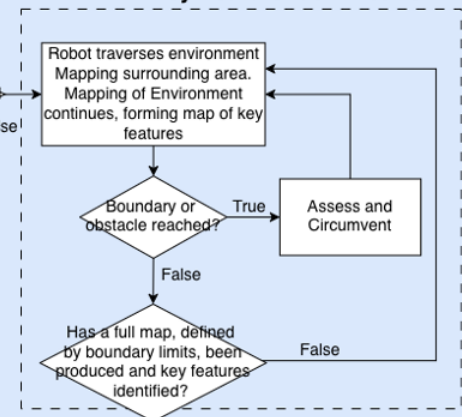 Robot traverses environment
Mapping surrounding area.
Mapping of Environment
continues, forming map of key
features
se
Boundary or
obstacle reached?
True
Assess and
Circumvent
False
Has a full map, defined
by boundary limits, been
produced and key features
identified?
False